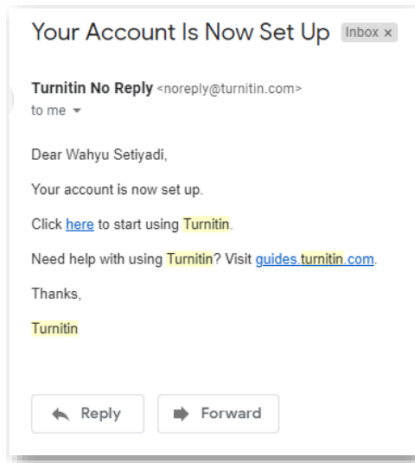 Your Account Is Now Set Up Inbox x
Turnitin No Reply <noreply@turnitin.com>
to me
Dear Wahyu Setiyadi,
Your account is now set up.
Click here to start using Turnitin.
Need help with using Turnitin? Visit guides.turnitin.com.
Thanks,
Turnitin
Reply Forward